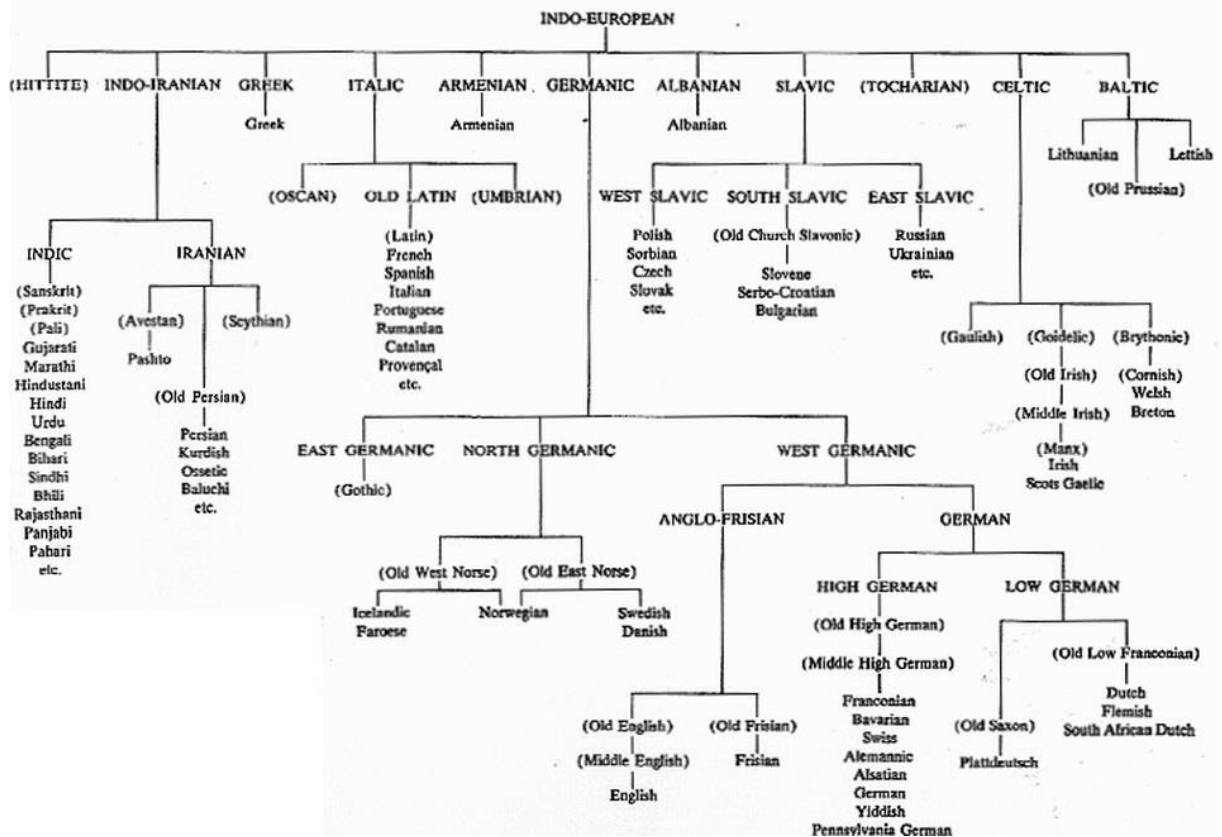 INDO-EUROPEAN
(HITTITE) INDO-IRANIAN GREEK ITALIC ARMENIAN GERMANIC ALBANIAN SLAVIC (TOCHARIAN) CELTIC BALTIC
Greek
Armenian
Albanian
Lithuanian
Lettish
(Old Prussian)
(OSCAN) OLD LATIN (UMBRIAN)
(Latin)
French
Spanish
Italian
Portuguese
Rumanian
Catalan
Provençal
etc.
WEST SLAVIC SOUTH SLAVIC EAST SLAVIC
Polish
Sorbian
Czech
Slovak
etc.
(Old Church Slavonic)
Slovene
Serbo-Croatian
Bulgarian
Russian
Ukrainian
etc.
INDIC
(Sanskrit)
(Prakrit)
(Pali)
Gujarati
Marathi
Hindustani
Hindi
Urdu
Bengali
Bihari
Sindhi
Bhili
Rajasthani
Panjabi
Pahari
etc.
IRANIAN
(Avestan)
Pashto
(Scythian)
(Old Persian)
Persian
Kurdish
Ossetic
Baluchi
etc.
(Gaulish) (Goidelic) (Brythonic)
(Old Irish)
(Middle Irish)
(Manx)
Irish
Scots Gaelic
(Cornish)
Welsh
Breton
EAST GERMANIC NORTH GERMANIC WEST GERMANIC
(Gothic)
(Old West Norse) (Old East Norse)
Icelandic
Faroese
Norwegian
Swedish
Danish
ANGLO-FRISIAN GERMAN
(Old English) (Old Frisian)
(Middle English)
English
Frisian
HIGH GERMAN
(Old High German)
(Middle High German)
Franconian
Bavarian
Swiss
Alemannic
Alsatian
German
Yiddish
Pennsylvania German
LOW GERMAN
(Old Saxon)
Plattdeutsch
(Old Low Franconian)
Dutch
Flemish
South African Dutch